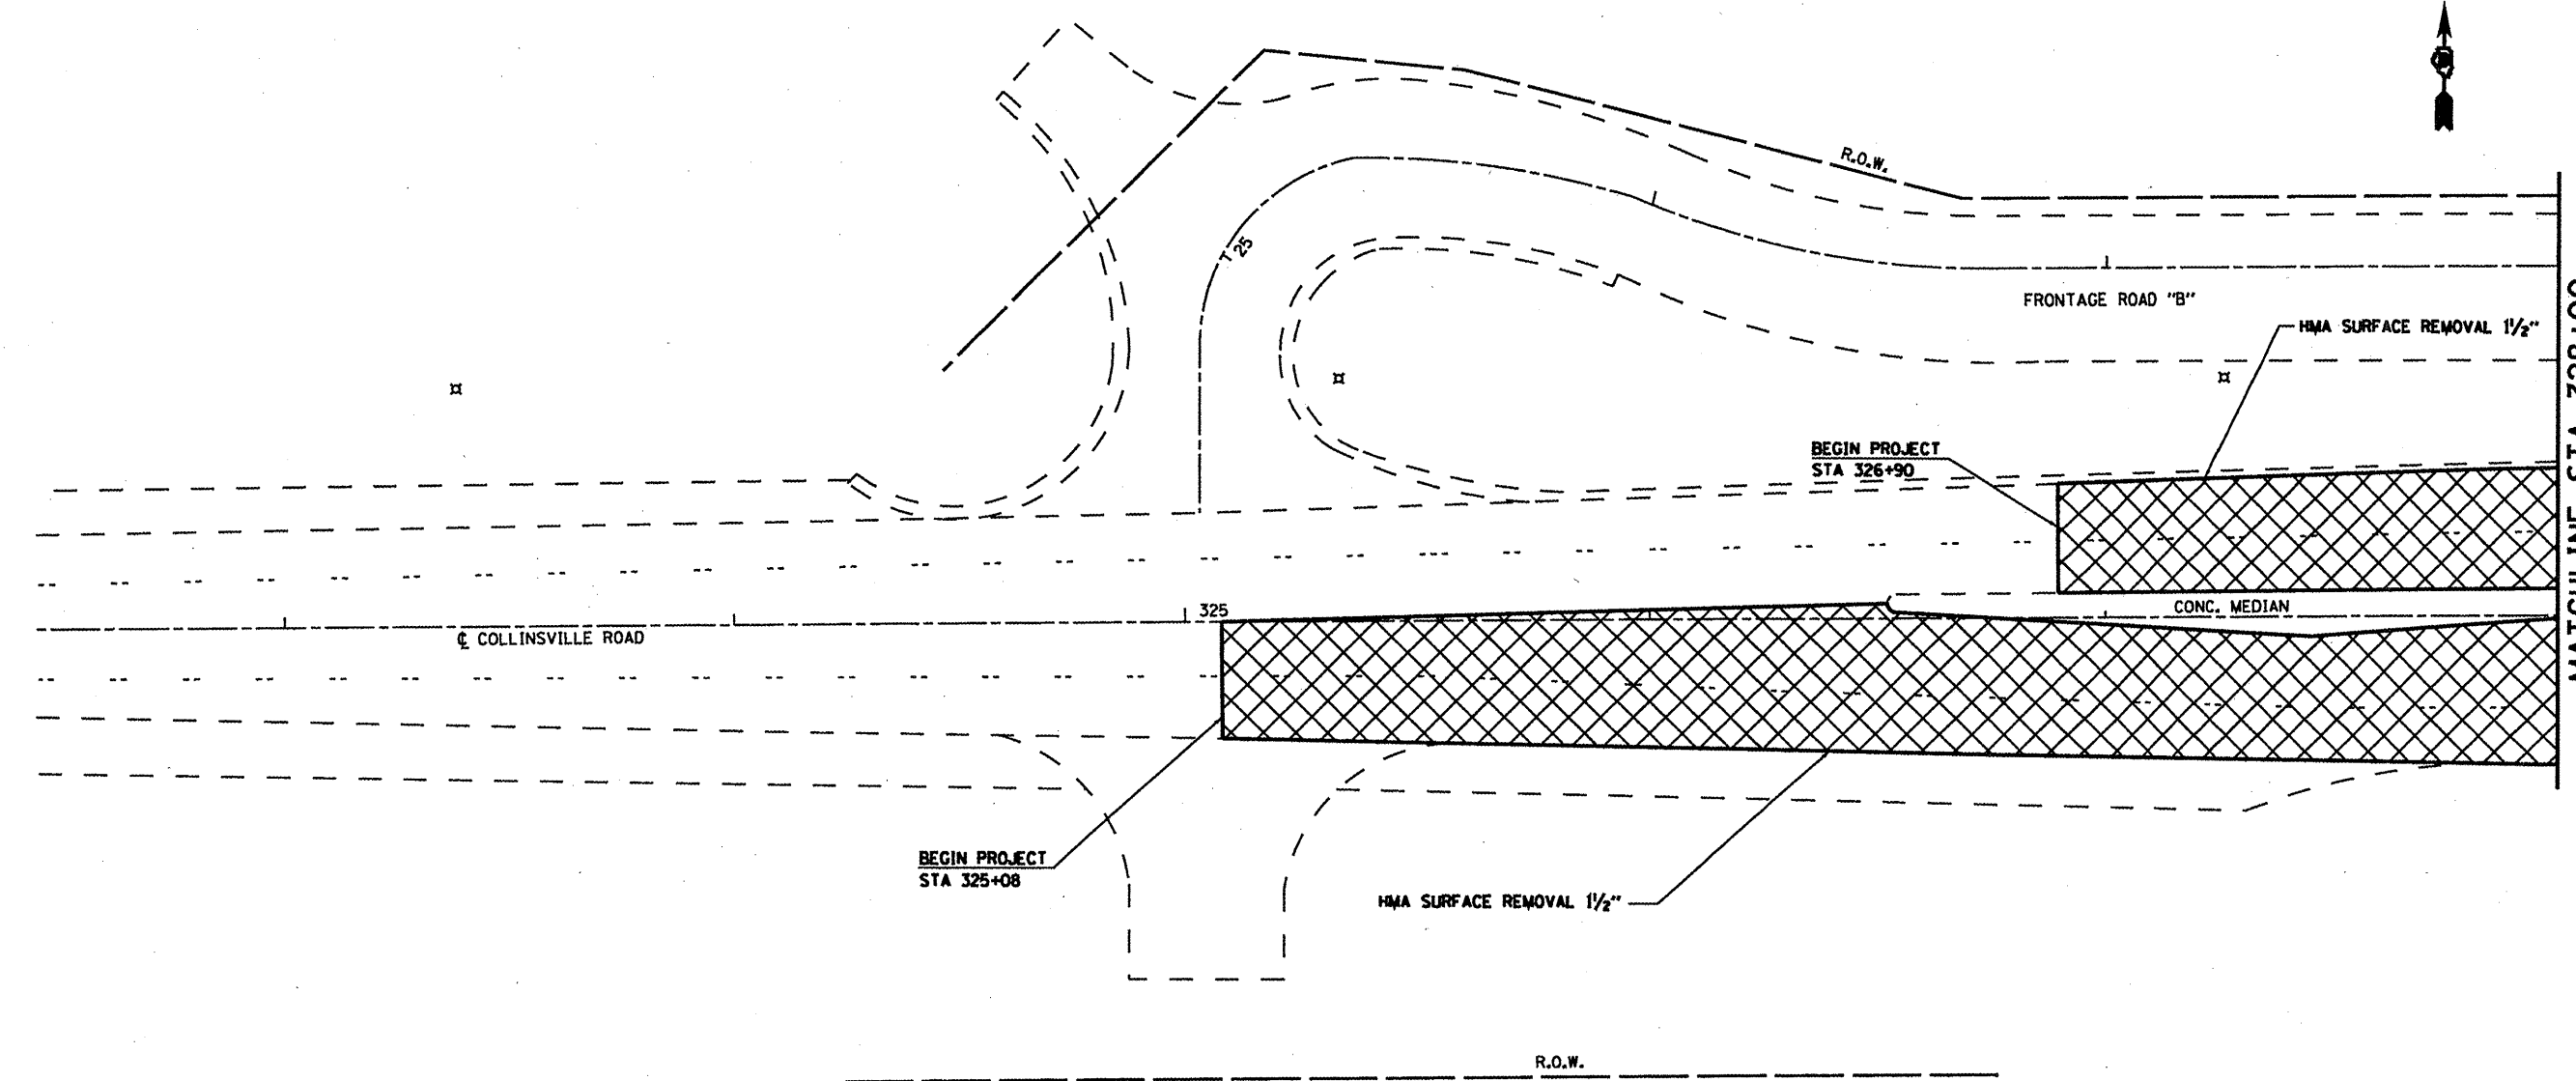 R.O.W.
25
FRONTAGE ROAD "B"
HMA SURFACE REMOVAL 1½"
BEGIN PROJECT
STA 326+90
325
CONC. MEDIAN
℄ COLLINSVILLE ROAD
BEGIN PROJECT
STA 325+08
HMA SURFACE REMOVAL 1½"
R.O.W.